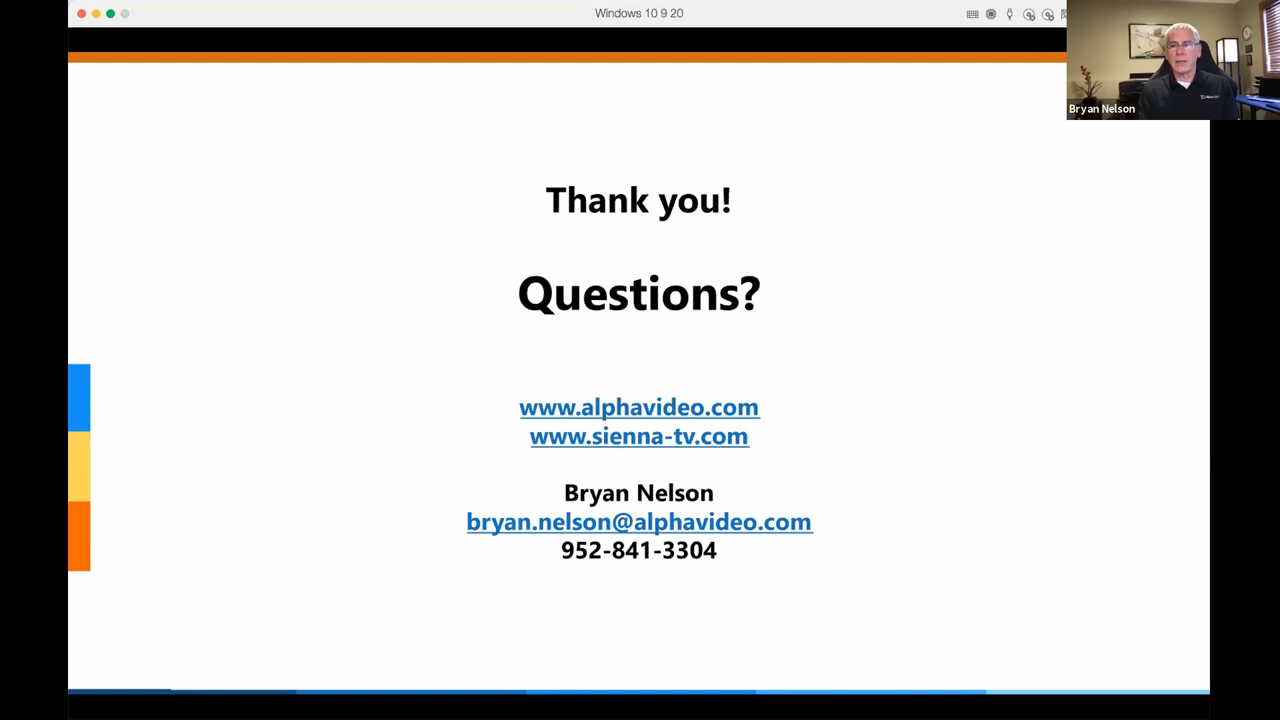 Windows 10 9 20
Bryan Nelson
Thank you!
Questions?
www.alphavideo.com
www.sienna-tv.com
Bryan Nelson
bryan.nelson@alphavideo.com
952-841-3304